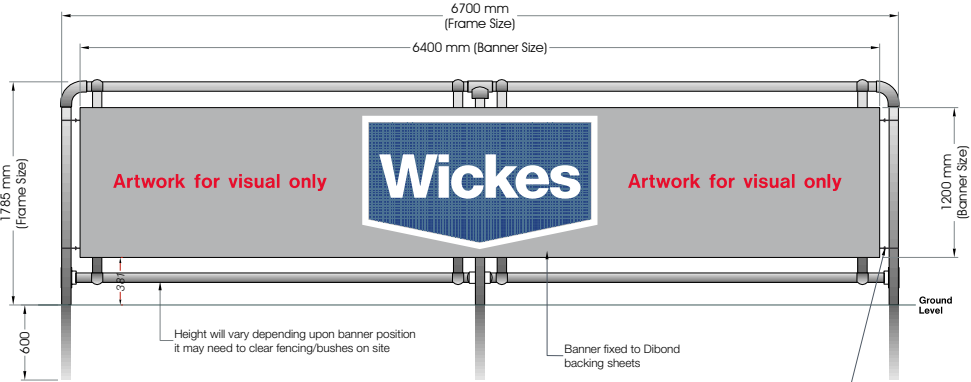 6700 mm
(Frame Size)
6400 mm (Banner Size)
1785 mm
(Frame Size)
Artwork for visual only
Wickes
Artwork for visual only
1200 mm
(Banner Size)
381
600
Height will vary depending upon banner position
it may need to clear fencing/bushes on site
Banner fixed to Dibond
backing sheets
Ground
Level